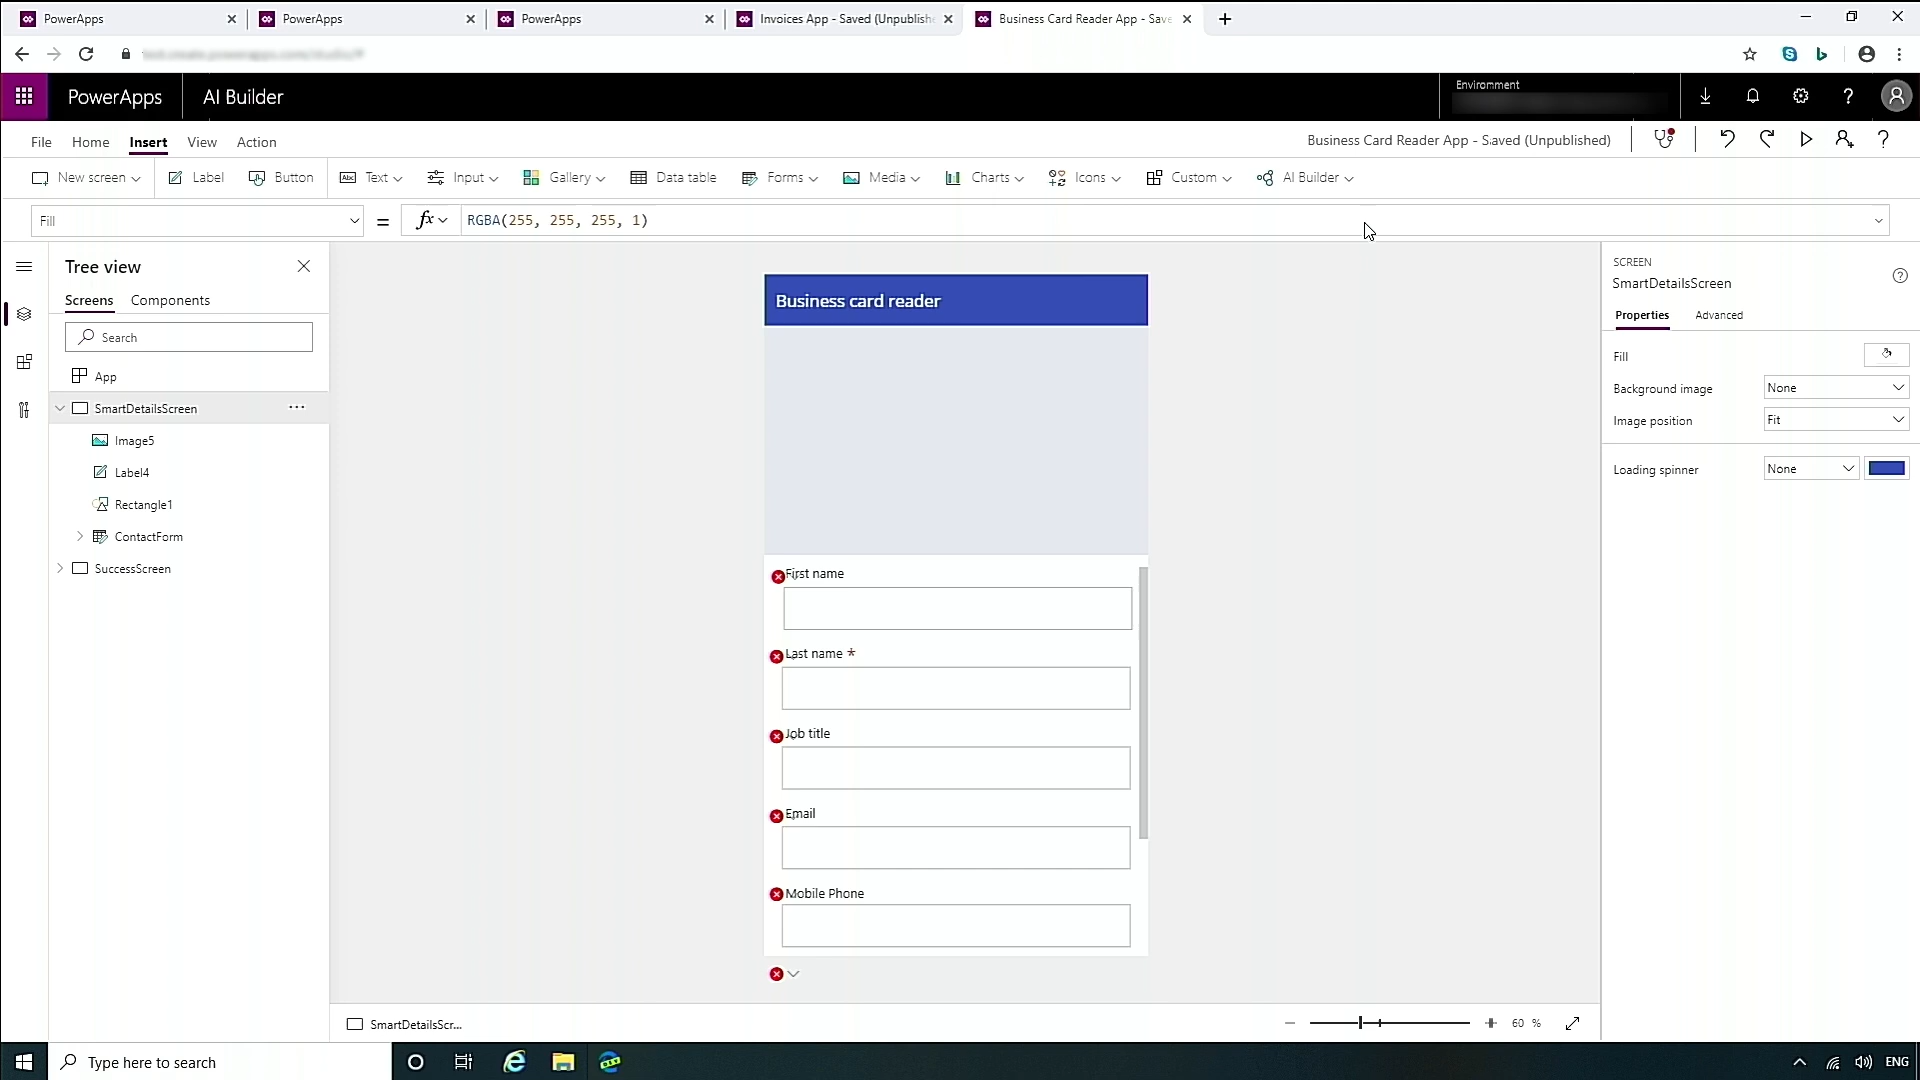 PowerApps
PowerApps
PowerApps
Invoices App - Saved (Unpublish
Business Card Reader App - Save
PowerApps
AI Builder
Environment
File Home Insert View Action
Business Card Reader App - Saved (Unpublished)
New screen Label Button Abc Text Input Gallery Data table Forms Media Charts Icons Custom AI Builder
Fill = fx RGBA(255, 255, 255, 1)
Tree view
Screens Components
Search
App
SmartDetailsScreen
Image5
Label4
Rectangle1
ContactForm
SuccessScreen
Business card reader
First name
Last name *
Job title
Email
Mobile Phone
SCREEN
SmartDetailsScreen
Properties Advanced
Fill
Background image None
Image position Fit
Loading spinner None
SmartDetailsScr...
60 %
Type here to search
ENG